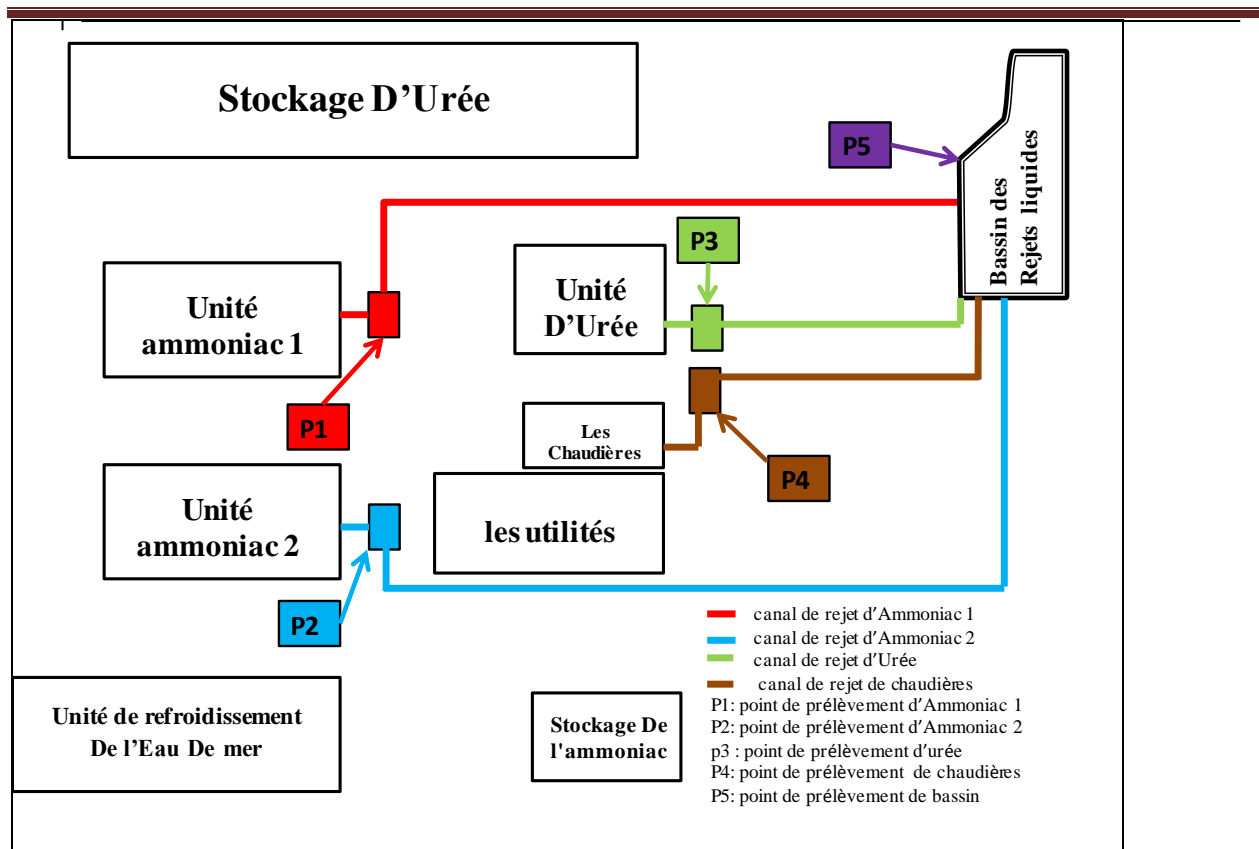 Stockage D’Urée
P5
Bassin des
Rejets liquides
P3
Unité
ammoniac 1
Unité
D’Urée
P1
Les
Chaudières
P4
Unité
ammoniac 2
les utilités
P2
canal de rejet d’Ammoniac 1
canal de rejet d’Ammoniac 2
canal de rejet d’Urée
canal de rejet de chaudières
P1: point de prélèvement d’Ammoniac 1
P2: point de prélèvement d’Ammoniac 2
p3 : point de prélèvement d’urée
P4: point de prélèvement de chaudières
P5: point de prélèvement de bassin
Unité de refroidissement
De l’Eau De mer
Stockage De
l'ammoniac